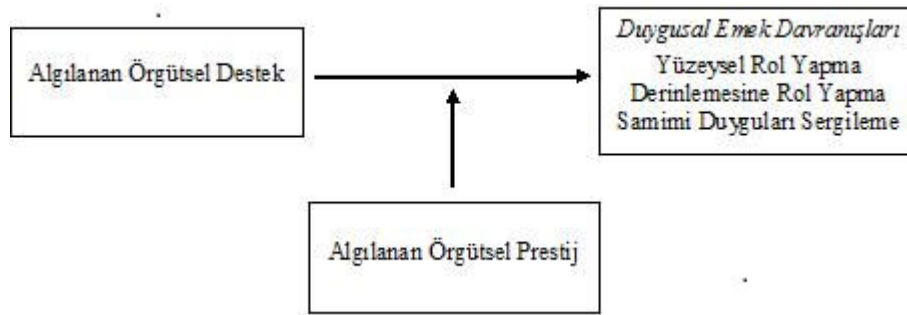 Algılanan Örgütsel Destek
Duygusal Emek Davranışları
Yüzeysel Rol Yapma
Derinlemesine Rol Yapma
Samimi Duyguları Sergileme
Algılanan Örgütsel Prestij